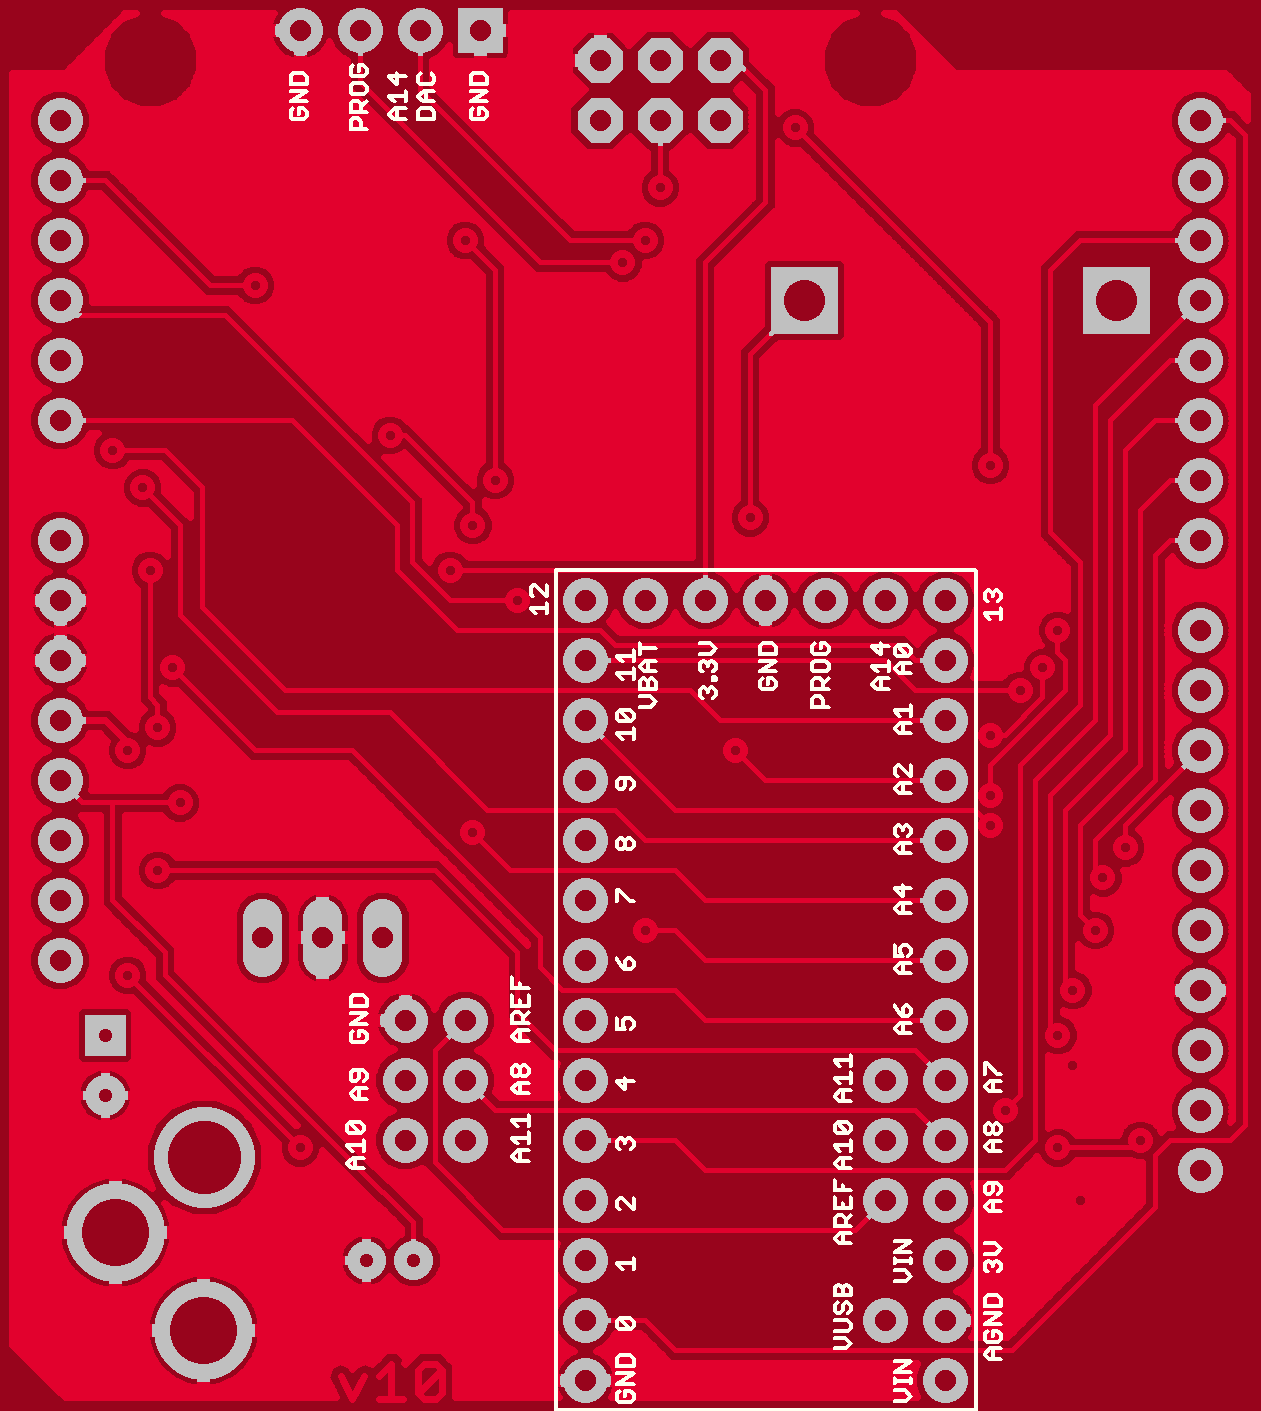 GND
PROG
A14
DAC
GND
12
13
11
VBAT
3.3V
GND
PROG
A14
A0
10
A1
9
A2
8
A3
7
A4
6
A5
5
A6
GND
AREF
A9
A8
A10
A11
4
A11
A7
3
A10
A8
2
AREF
A9
1
VIN
3V
0
VUSB
AGND
GND
VIN
v10